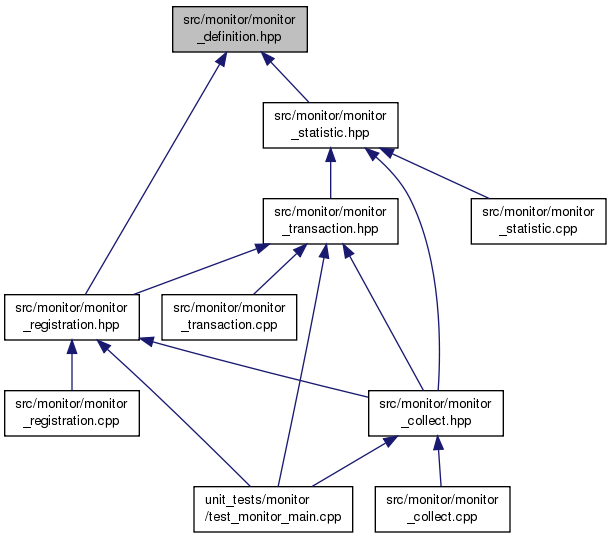 src/monitor/monitor
_definition.hpp
src/monitor/monitor
_statistic.hpp
src/monitor/monitor
_transaction.hpp
src/monitor/monitor
_statistic.cpp
src/monitor/monitor
_registration.hpp
src/monitor/monitor
_transaction.cpp
src/monitor/monitor
_registration.cpp
src/monitor/monitor
_collect.hpp
unit_tests/monitor
/test_monitor_main.cpp
src/monitor/monitor
_collect.cpp